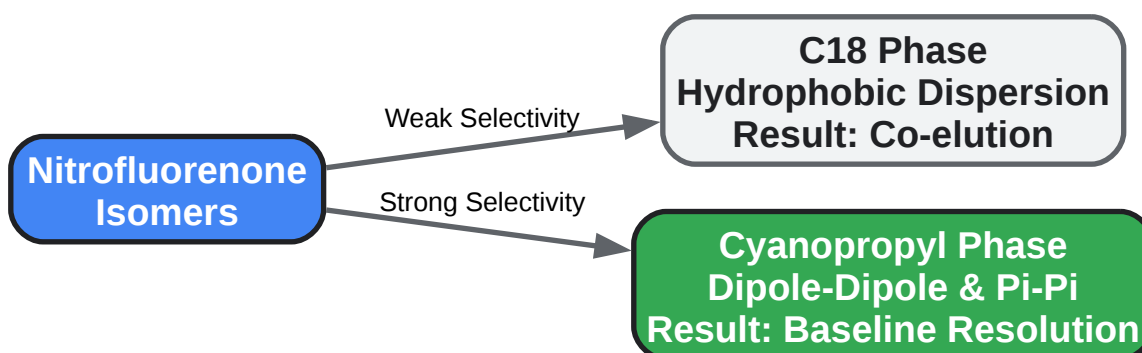 Nitrofluorenone
Isomers
Weak Selectivity
Strong Selectivity
C18 Phase
Hydrophobic Dispersion
Result: Co-elution
Cyanopropyl Phase
Dipole-Dipole & Pi-Pi
Result: Baseline Resolution